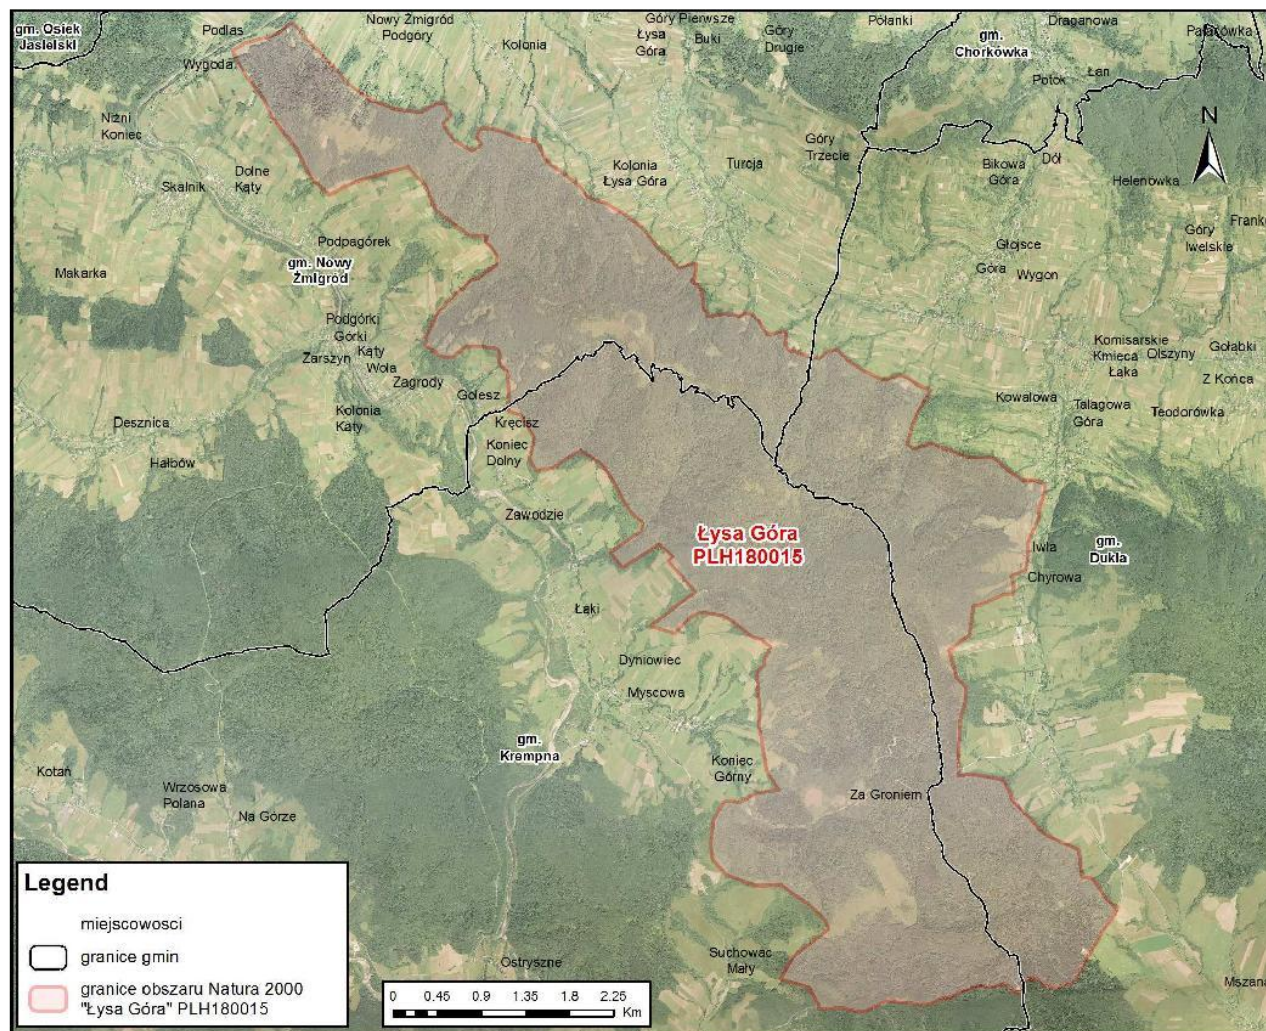 gm. Osiek
Jasielski
Podlas
Nowy Żmigród
Podgóry
Kolonia
Góry Pierwsze
Łysa
Góra
Buki
Góry
Drugie
Półanki
gm.
Chorkówka
Draganowa
Pałacówka
Wygoda
Potok
Łan
Niżni
Koniec
N
Skalnik
Dolne
Kąty
Kolonia
Łysa Góra
Turcja
Góry
Trzecie
Bikowa
Góra
Dół
Helenówka
Podpagórek
gm. Nowy
Żmigród
Makarka
Głojsce
Góra
Wygon
Góry
Iwelskie
Podgórki
Górki
Kąty
Żarszyn
Wola
Zagrody
Golesz
Komisarskie
Kmięca
Łąka
Olszyny
Gołąbki
Z Końca
Desznica
Kolonia
Kąty
Kręcisz
Koniec
Dolny
Kowalowa
Talagowa
Góra
Teodorówka
Hałbów
Zawodzie
Łysa Góra
PLH180015
Iwla
gm.
Dukla
Chyrowa
Łąki
Dyniowiec
Myscowa
gm.
Krempna
Koniec
Górny
Kotań
Wrzosowa
Polana
Na Górze
Za Groniem
Suchowac
Mały
Ostryszne
Legend
miejscowosci
granice gmin
granice obszaru Natura 2000
"Łysa Góra" PLH180015
0 0.45 0.9 1.35 1.8 2.25
Km